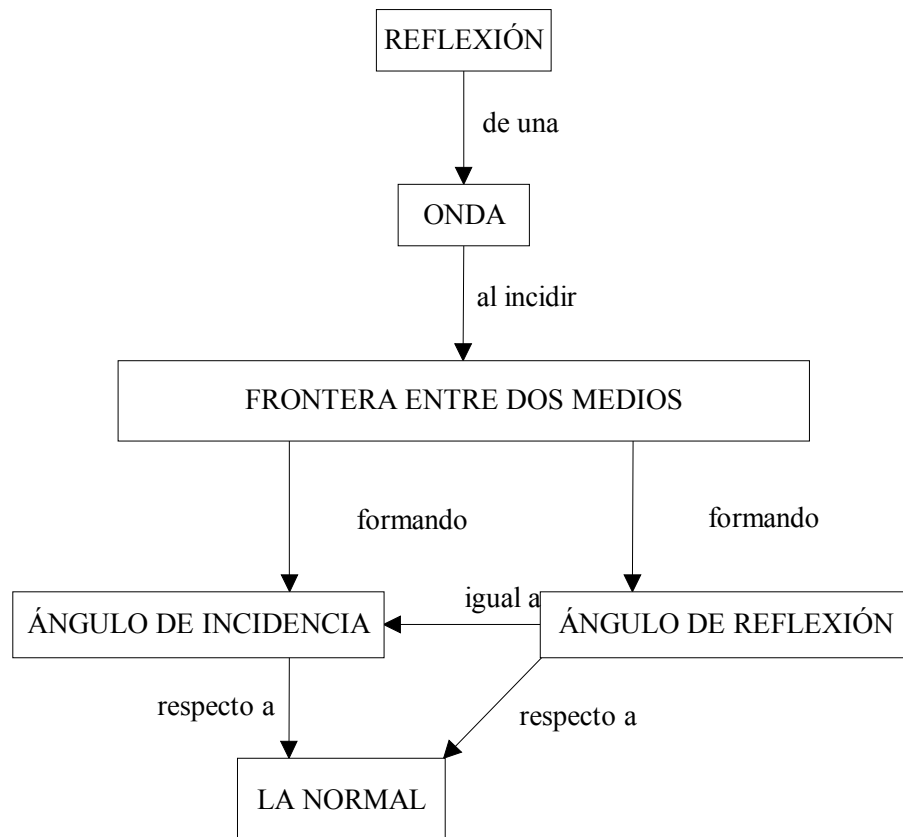 REFLEXIÓN
de una
ONDA
al incidir
FRONTERA ENTRE DOS MEDIOS
formando
formando
igual a
ÁNGULO DE INCIDENCIA
ÁNGULO DE REFLEXIÓN
respecto a
respecto a
LA NORMAL